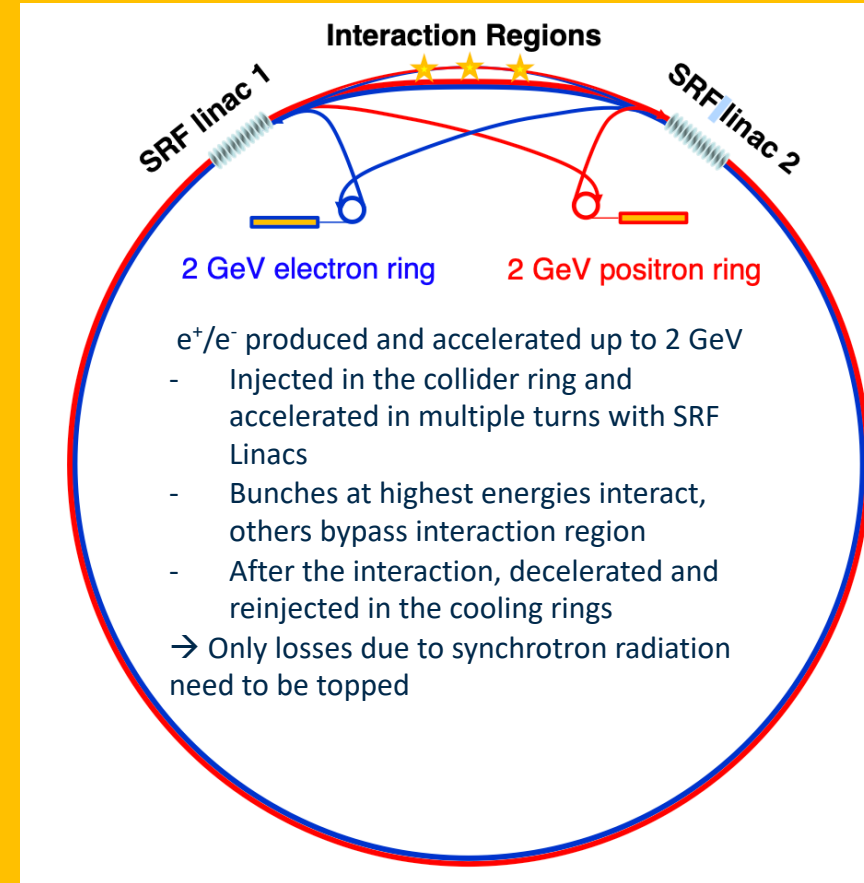 Interaction Regions
SRF linac 1
SRF linac 2
2 GeV electron ring
2 GeV positron ring
e⁺/e⁻ produced and accelerated up to 2 GeV
- Injected in the collider ring and
accelerated in multiple turns with SRF
Linacs
- Bunches at highest energies interact,
others bypass interaction region
- After the interaction, decelerated and
reinjected in the cooling rings
→ Only losses due to synchrotron radiation
need to be topped